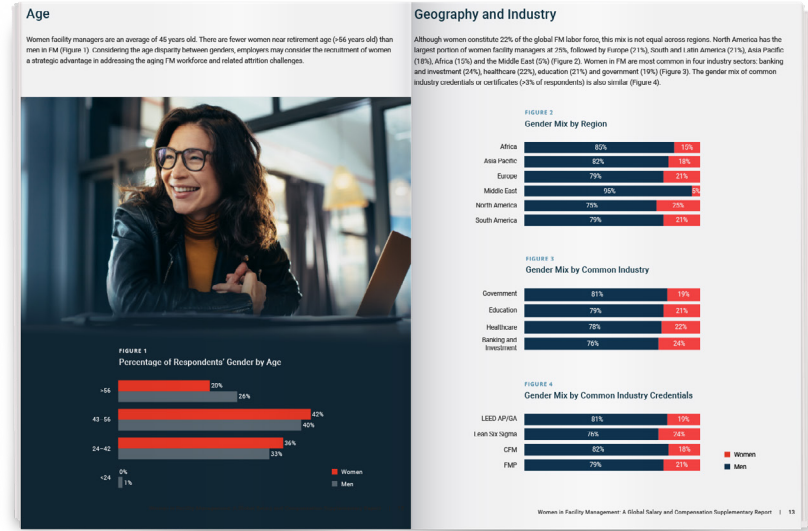 Age
Women facility managers are an average of 45 years old. There are fewer women near retirement age (>56 years old) than
men in FM (Figure 1). Considering the age disparity between genders, employers may consider the recruitment of women
a strategic advantage in addressing the aging FM workforce and related attrition challenges.
FIGURE 1
Percentage of Respondents' Gender by Age
>56
20%
26%
43-56
42%
40%
24–42
36%
33%
<24
0%
1%
Women
Men
Geography and Industry
Although women constitute 22% of the global FM labor force, this mix is not equal across regions. North America has the
largest portion of women facility managers at 25%, followed by Europe (21%), South and Latin America (21%), Asia Pacific
(18%), Africa (15%) and the Middle East (5%) (Figure 2). Women in FM are most common in four industry sectors: banking
and investment (24%), healthcare (22%), education (21%) and government (19%) (Figure 3). The gender mix of common
industry credentials or certificates (>3% of respondents) is also similar (Figure 4).
FIGURE 2
Gender Mix by Region
Africa 85% 15%
Asia Pacific 82% 18%
Europe 79% 21%
Middle East 95% 5%
North America 75% 25%
South America 79% 21%
FIGURE 3
Gender Mix by Common Industry
Government 81% 19%
Education 79% 21%
Healthcare 78% 22%
Banking and
Investment 76% 24%
FIGURE 4
Gender Mix by Common Industry Credentials
LEED AP/GA 81% 19%
Lean Six Sigma 76% 24%
CFM 82% 18%
FMP 79% 21%
Women
Men
Women in Facility Management: A Global Salary and Compensation Supplementary Report | 13